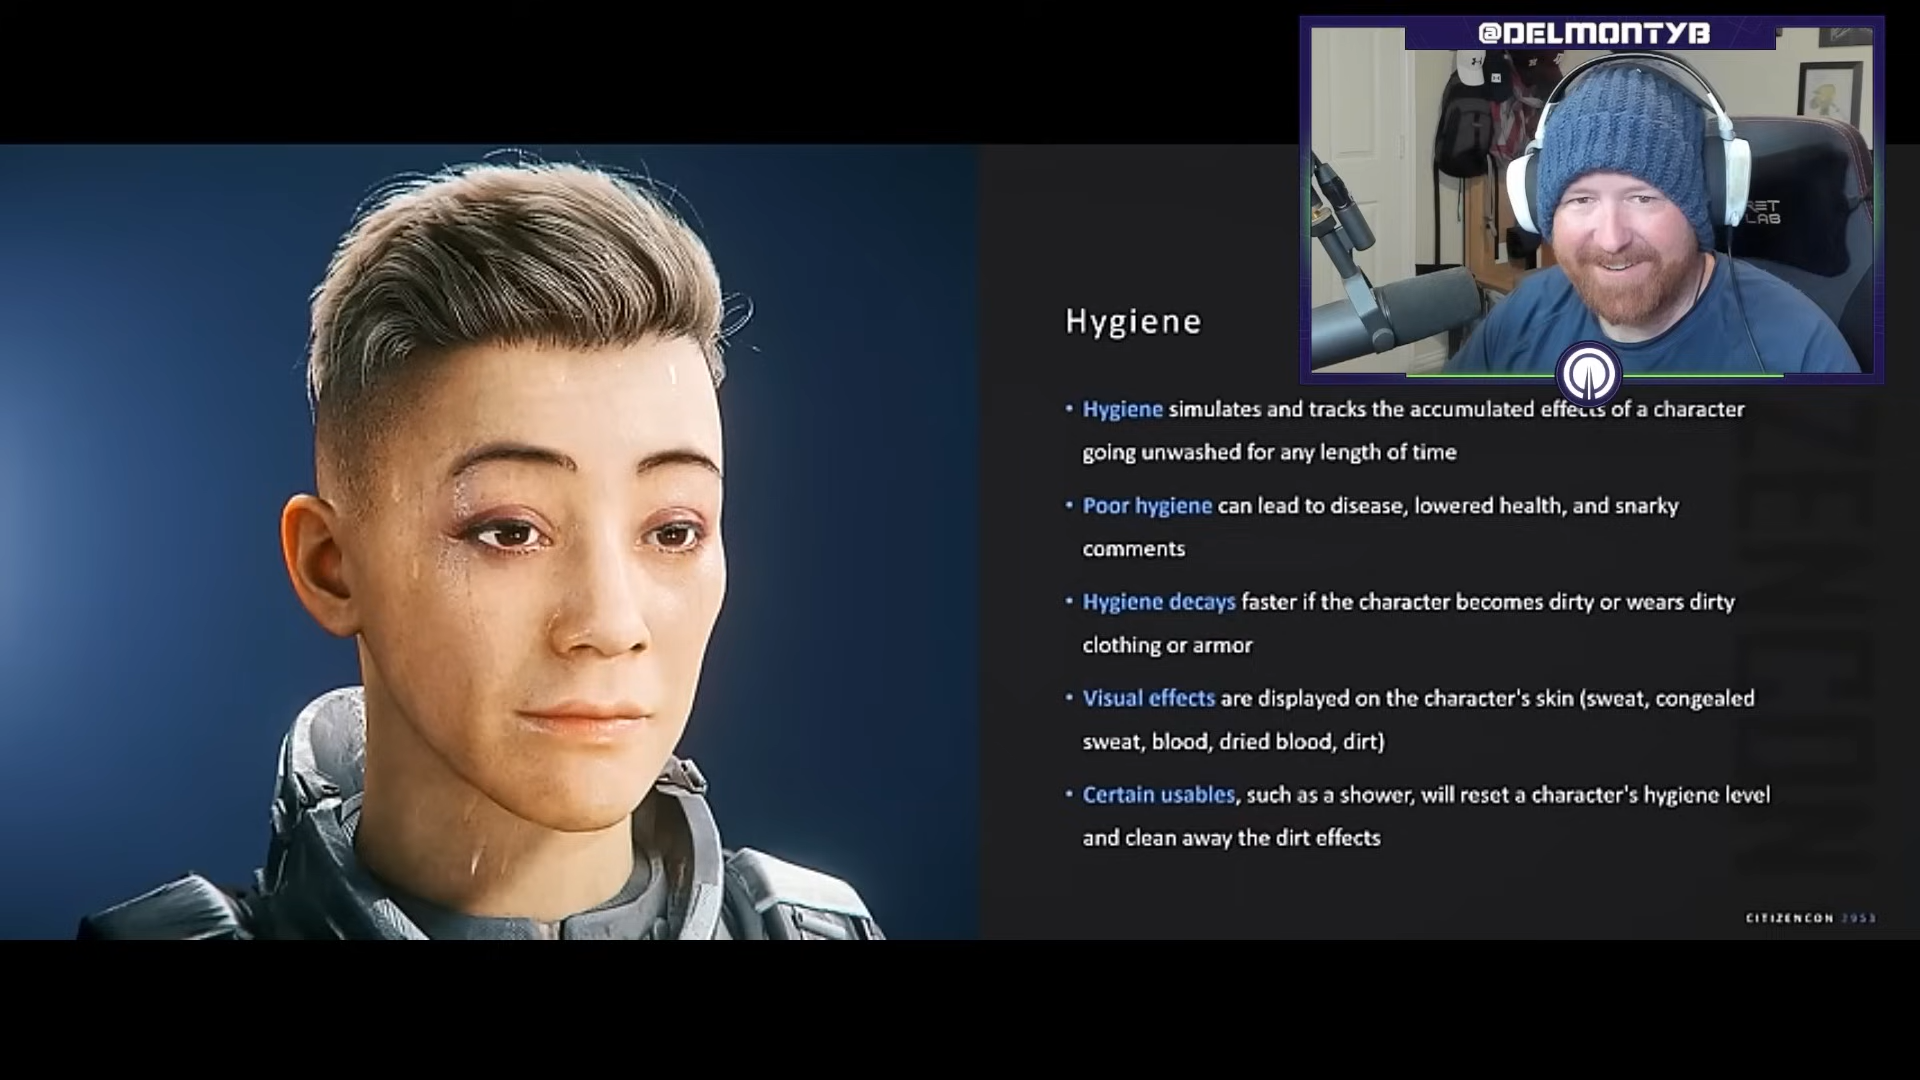 @DELMONTYB
Hygiene
• Hygiene simulates and tracks the accumulated effects of a character
going unwashed for any length of time
• Poor hygiene can lead to disease, lowered health, and snarky
comments
• Hygiene decays faster if the character becomes dirty or wears dirty
clothing or armor
• Visual effects are displayed on the character's skin (sweat, congealed
sweat, blood, dried blood, dirt)
• Certain usables, such as a shower, will reset a character's hygiene level
and clean away the dirt effects
CITIZENCON 2953
ZENCON
RET
LAB